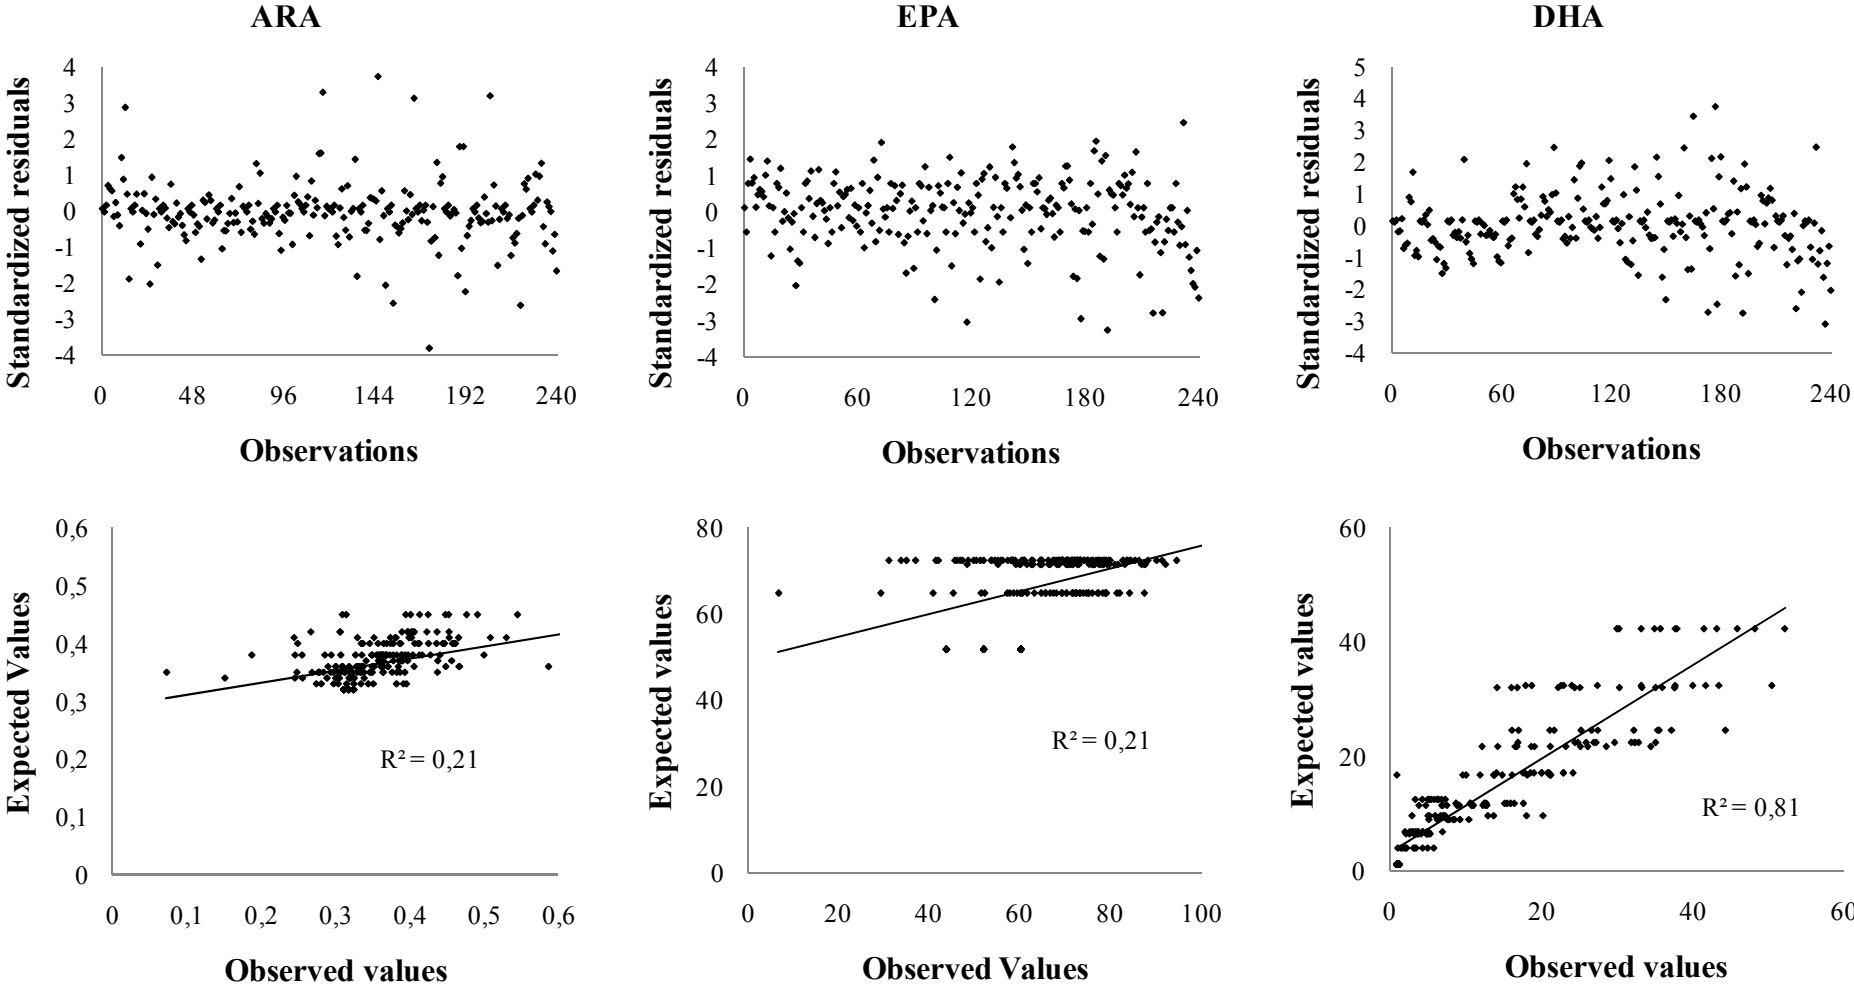 ARA
EPA
DHA
Standardized residuals
4
3
2
1
0
-1
-2
-3
-4
0 48 96 144 192 240
Observations
Standardized residuals
4
3
2
1
0
-1
-2
-3
-4
0 60 120 180 240
Observations
Standardized residuals
5
4
3
2
1
0
-1
-2
-3
-4
0 60 120 180 240
Observations
Expected Values
0,6
0,5
0,4
0,3
0,2
0,1
0
R² = 0,21
0 0,1 0,2 0,3 0,4 0,5 0,6
Observed values
Expected values
80
60
40
20
0
R² = 0,21
0 20 40 60 80 100
Observed Values
Expected values
60
40
20
0
R² = 0,81
0 20 40 60
Observed values